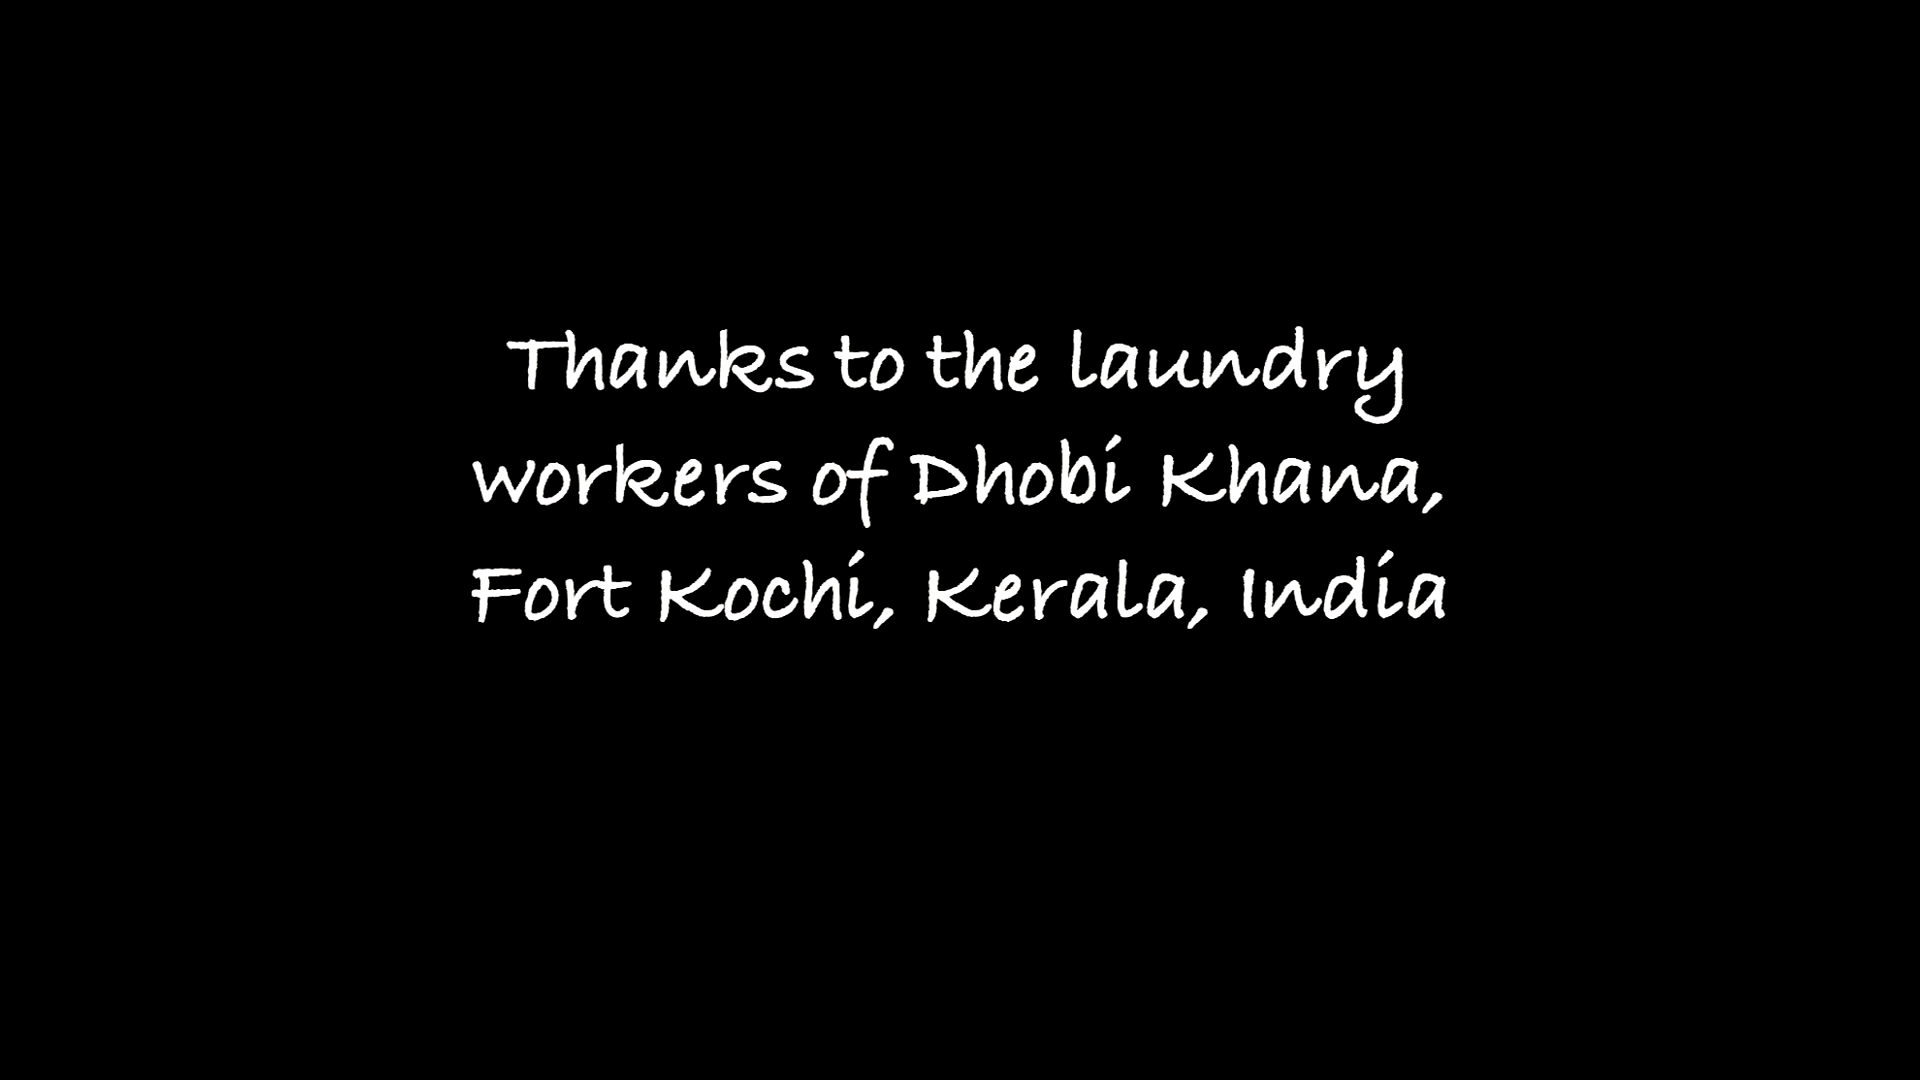 Thanks to the laundry
workers of Dhobi Khana,
Fort Kochi, Kerala, India